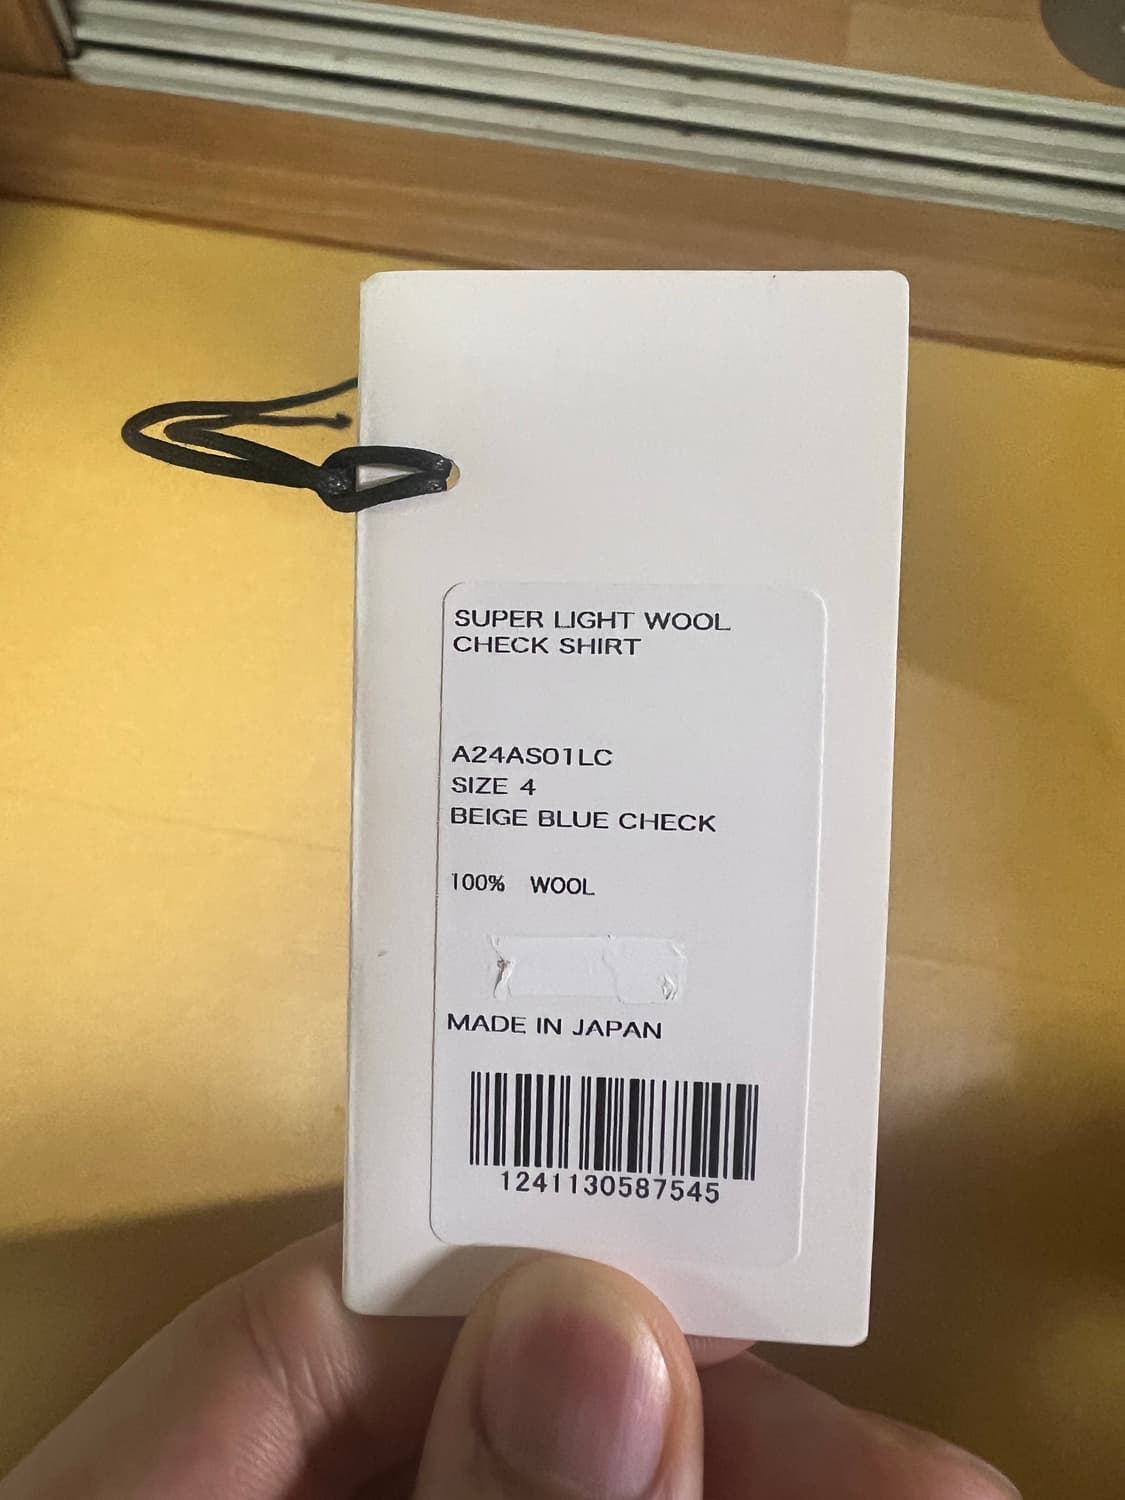 SUPER LIGHT WOOL
CHECK SHIRT
A24AS01LC
SIZE 4
BEIGE BLUE CHECK
100% WOOL
MADE IN JAPAN
1241130587545